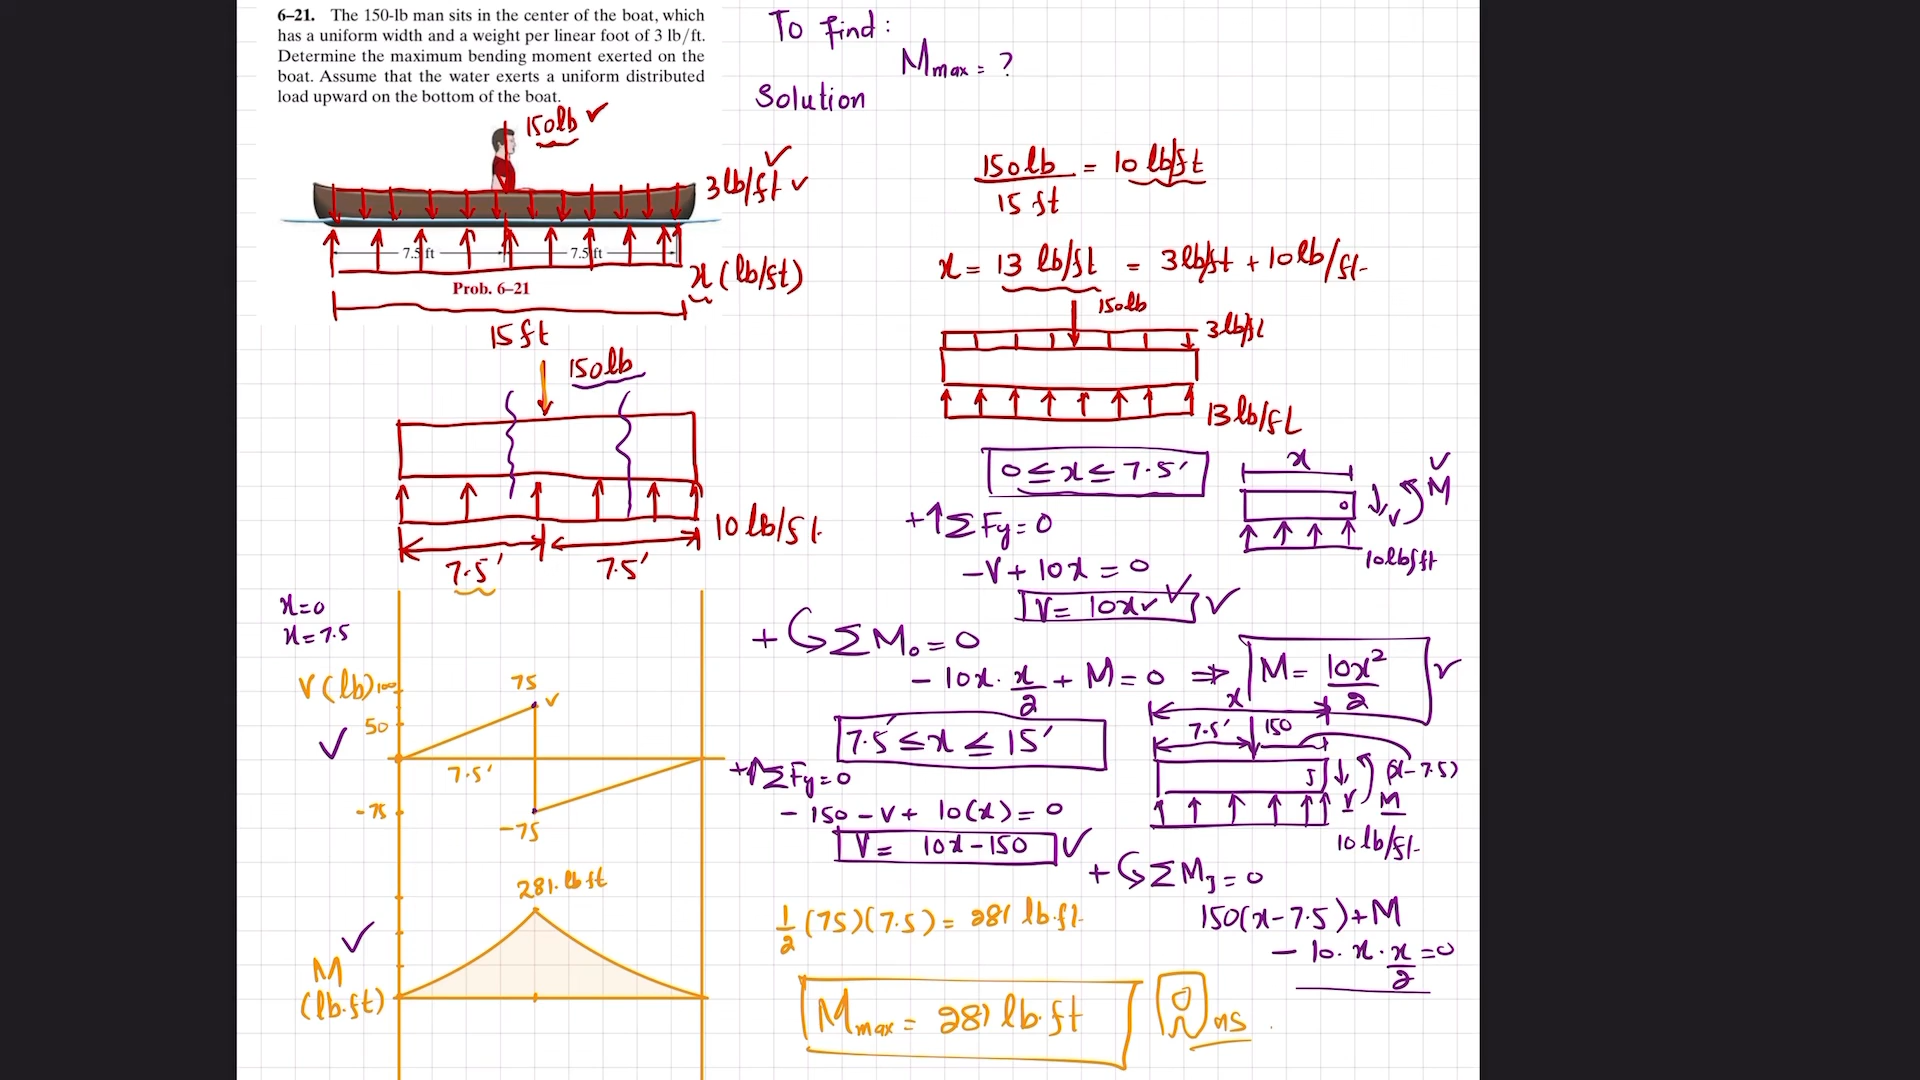 6–21. The 150-lb man sits in the center of the boat, which
has a uniform width and a weight per linear foot of 3 lb/ft.
Determine the maximum bending moment exerted on the
boat. Assume that the water exerts a uniform distributed
load upward on the bottom of the boat.
150lb ✓
3lb/ft ✓
7.5 ft
7.5 ft
x (lb/ft)
Prob. 6–21
15 ft
150lb
10 lb/ft
7.5'
7.5'
x=0
x=7.5
V (lb)
100
50
75
7.5'
-75
-75
281. lb ft
M
(lb.ft)
To find:
Mmax = ?
Solution
150 lb
15 ft
= 10 lb/ft
x = 13 lb/ft = 3lb/ft + 10lb/ft
150lb
3lb/ft
13lb/ft
0 ≤ x ≤ 7.5'
x
V
M
0
10lb/ft
+↑ΣFy=0
-V + 10x = 0
V = 10x
+ ΣMo = 0
- 10x . x/2 + M = 0 ⇒ M = 10x²/2
7.5 ≤ x ≤ 15'
x
7.5'
150
(x-7.5)
J
V
M
10 lb/ft
+↑ΣFy=0
- 150 - V + 10(x) = 0
V = 10x - 150
+ ΣMJ = 0
150(x-7.5)+M
- 10. x . x/2 = 0
1/2 (75)(7.5) = 281 lb.ft
Mmax = 281 lb.ft
Ans